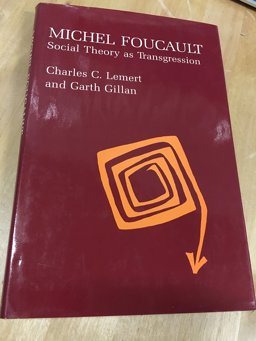 MICHEL FOUCAULT
Social Theory as Transgression
Charles C. Lemert
and Garth Gillan